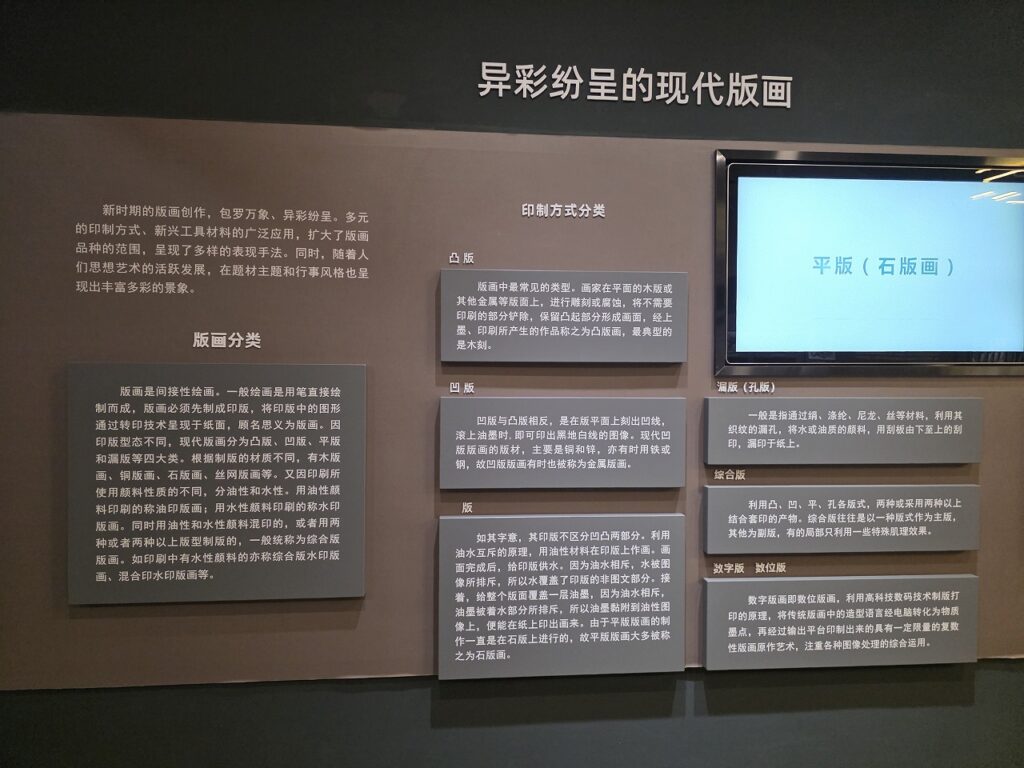 异彩纷呈的现代版画
新时期的版画创作，包罗万象、异彩纷呈。多元
的印制方式、新兴工具材料的广泛应用，扩大了版画
品种的范围，呈现了多样的表现手法。同时，随着人
们思想艺术的活跃发展，在题材主题和行事风格也呈
现出丰富多彩的景象。
版画分类
版画是间接性绘画。一般绘画是用笔直接绘
制而成，版画必须先制成印版，将印版中的图形
通过转印技术呈现于纸面，顾名思义为版画。因
印版型态不同，现代版画分为凸版、凹版、平版
和漏版等四大类。根据制版的材质不同，有木版
画、铜版画、石版画、丝网版画等。又因印刷所
使用颜料性质的不同，分油性和水性。用油性颜
料印刷的称油印版画；用水性颜料印刷的称水印
版画。同时用油性和水性颜料混印的，或者用两
种或者两种以上版型制版的，一般统称为综合版
版画。如印刷中有水性颜料的亦称综合版水印版
画、混合印水印版画等。
印制方式分类
凸版
版画中最常见的类型。画家在平面的木版或
其他金属等版面上，进行雕刻或腐蚀，将不需要
印刷的部分铲除，保留凸起部分形成画面，经上
墨、印刷所产生的作品称之为凸版画，最典型的
是木刻。
凹版
凹版与凸版相反，是在版平面上刻出凹线，
滚上油墨时,即可印出黑地白线的图像。现代凹
版版画的版材，主要是铜和锌，亦有时用铁或
钢，故凹版版画有时也被称为金属版画。
版
如其字意，其印版不区分凹凸两部分。利用
油水互斥的原理，用油性材料在印版上作画。画
面完成后，给印版供水。因为油水相斥，水被图
像所排斥，所以水覆盖了印版的非图文部分。接
着，给整个版面覆盖一层油墨，因为油水相斥，
油墨被着水部分所排斥，所以油墨黏附到油性图
像上，便能在纸上印出画来。由于平版版画的制
作一直是在石版上进行的，故平版版画大多被称
之为石版画。
平版（石版画）
漏版（孔版）
一般是指通过绢、涤纶、尼龙、丝等材料，利用其
织纹的漏孔，将水或油质的颜料，用刮板由下至上的刮
印，漏印于纸上。
综合版
利用凸、凹、平、孔各版式，两种或采用两种以上
结合套印的产物。综合版往往是以一种版式作为主版，
其他为副版，有的局部只利用一些特殊肌理效果。
数字版 数位版
数字版画即数位版画，利用高科技数码技术制版打
印的原理，将传统版画中的造型语言经电脑转化为物质
墨点，再经过输出平台印制出来的具有一定限量的复数
性版画原作艺术，注重各种图像处理的综合运用。